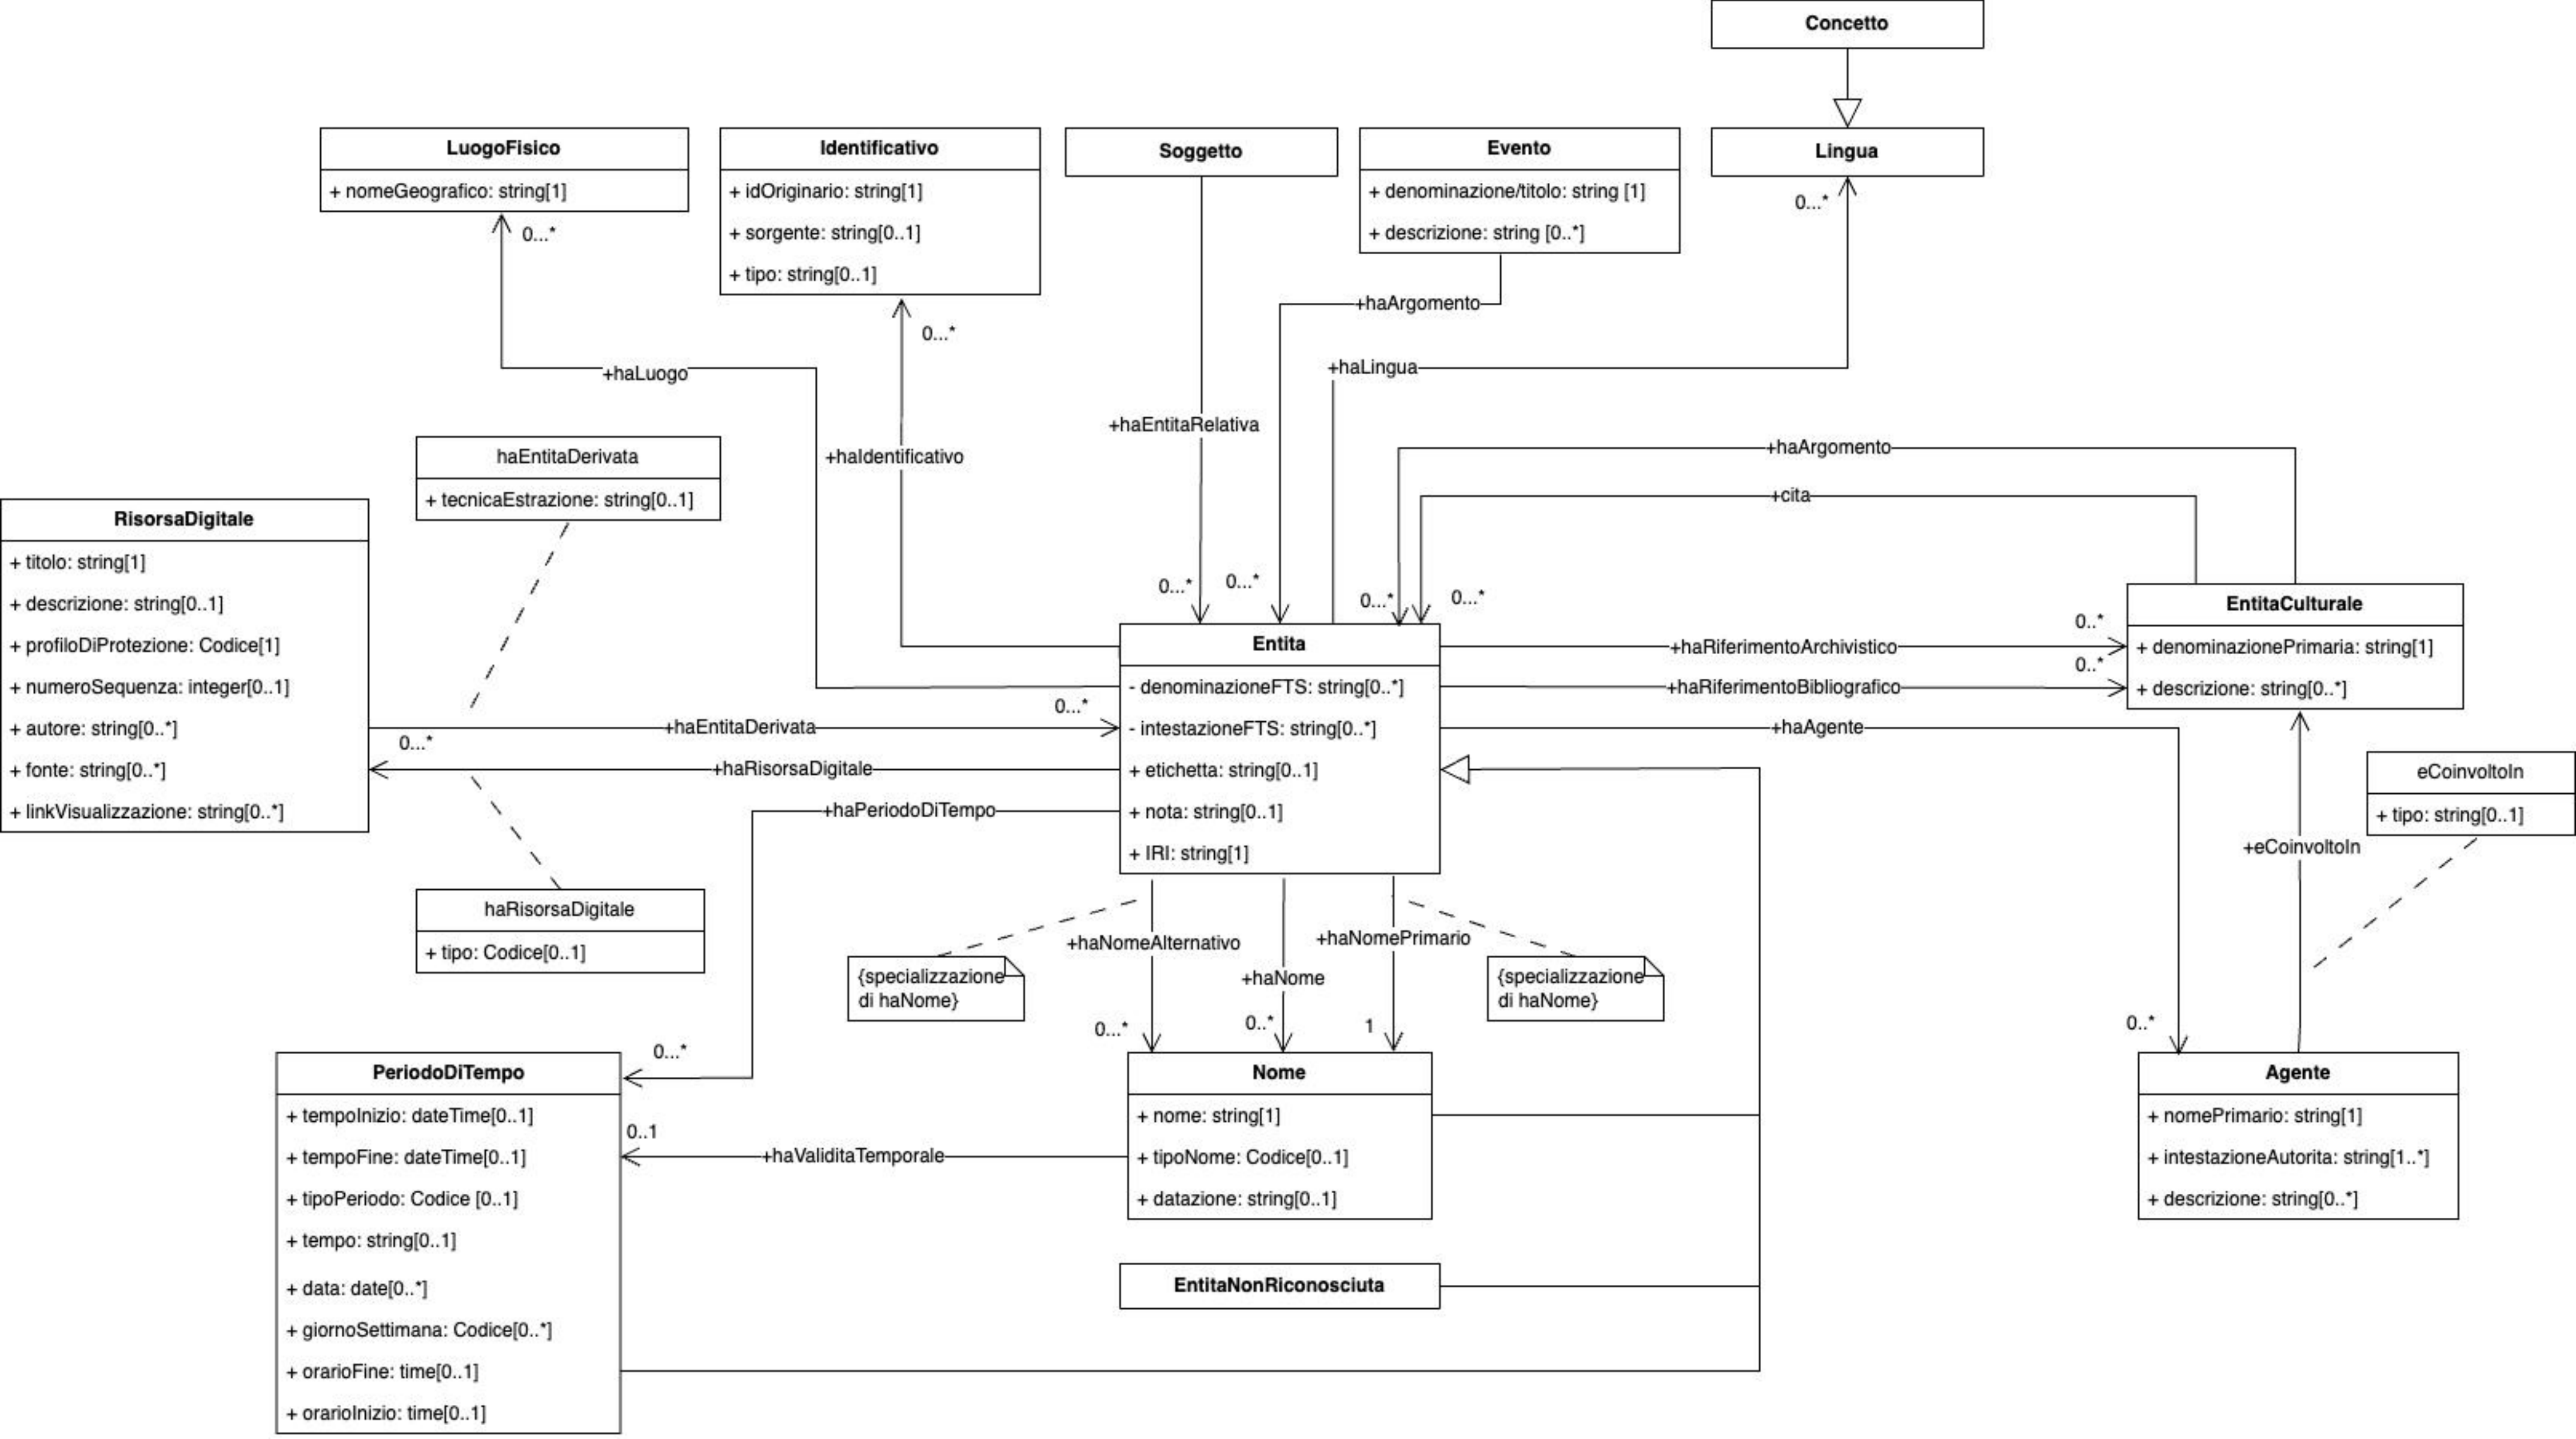 Concetto
LuogoFisico
+ nomeGeografico: string[1]
Identificativo
+ idOriginario: string[1]
+ sorgente: string[0..1]
+ tipo: string[0..1]
Soggetto
Evento
+ denominazione/titolo: string [1]
+ descrizione: string [0..*]
Lingua
0...*
0...*
0...*
+haArgomento
+haLuogo
+haLingua
+haEntitaRelativa
+haIdentificativo
+haArgomento
+cita
haEntitaDerivata
+ tecnicaEstrazione: string[0..1]
RisorsaDigitale
+ titolo: string[1]
+ descrizione: string[0..1]
+ profiloDiProtezione: Codice[1]
+ numeroSequenza: integer[0..1]
+ autore: string[0..*]
+ fonte: string[0..*]
+ linkVisualizzazione: string[0..*]
0...*
0...*
0...*
0...*
Entita
- denominazioneFTS: string[0..*]
- intestazioneFTS: string[0..*]
+ etichetta: string[0..1]
+ nota: string[0..1]
+ IRI: string[1]
EntitaCulturale
+ denominazionePrimaria: string[1]
+ descrizione: string[0..*]
0..*
+haRiferimentoArchivistico
0..*
+haRiferimentoBibliografico
0...*
+haEntitaDerivata
+haAgente
0...*
+haRisorsaDigitale
+haPeriodoDiTempo
eCoinvoltoIn
+ tipo: string[0..1]
+eCoinvoltoIn
haRisorsaDigitale
+ tipo: Codice[0..1]
+haNomeAlternativo
+haNomePrimario
+haNome
{specializzazione
di haNome}
{specializzazione
di haNome}
0...*
0..*
1
0..*
0...*
PeriodoDiTempo
+ tempoInizio: dateTime[0..1]
+ tempoFine: dateTime[0..1]
+ tipoPeriodo: Codice [0..1]
+ tempo: string[0..1]
+ data: date[0..*]
+ giornoSettimana: Codice[0..*]
+ orarioFine: time[0..1]
+ orarioInizio: time[0..1]
0..1
+haValiditaTemporale
Nome
+ nome: string[1]
+ tipoNome: Codice[0..1]
+ datazione: string[0..1]
Agente
+ nomePrimario: string[1]
+ intestazioneAutorita: string[1..*]
+ descrizione: string[0..*]
EntitaNonRiconosciuta